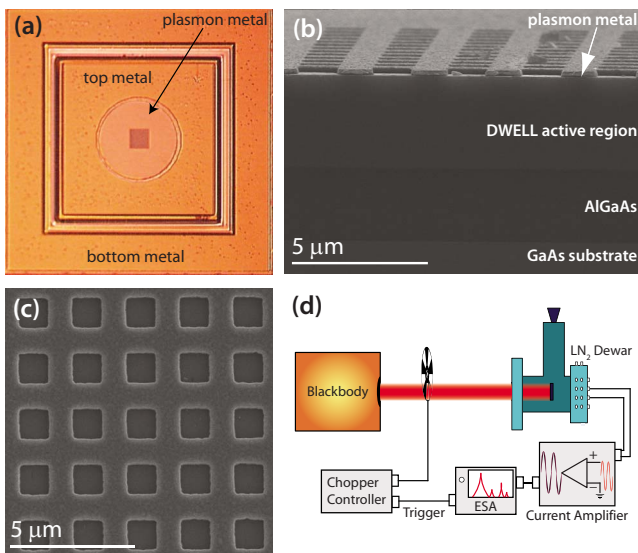 (a)
plasmon metal
top metal
bottom metal
(b)
plasmon metal
DWELL active region
AlGaAs
5 μm
GaAs substrate
(c)
5 μm
(d)
LN2 Dewar
Blackbody
+
−
Chopper
Controller
Trigger
ESA
Current Amplifier